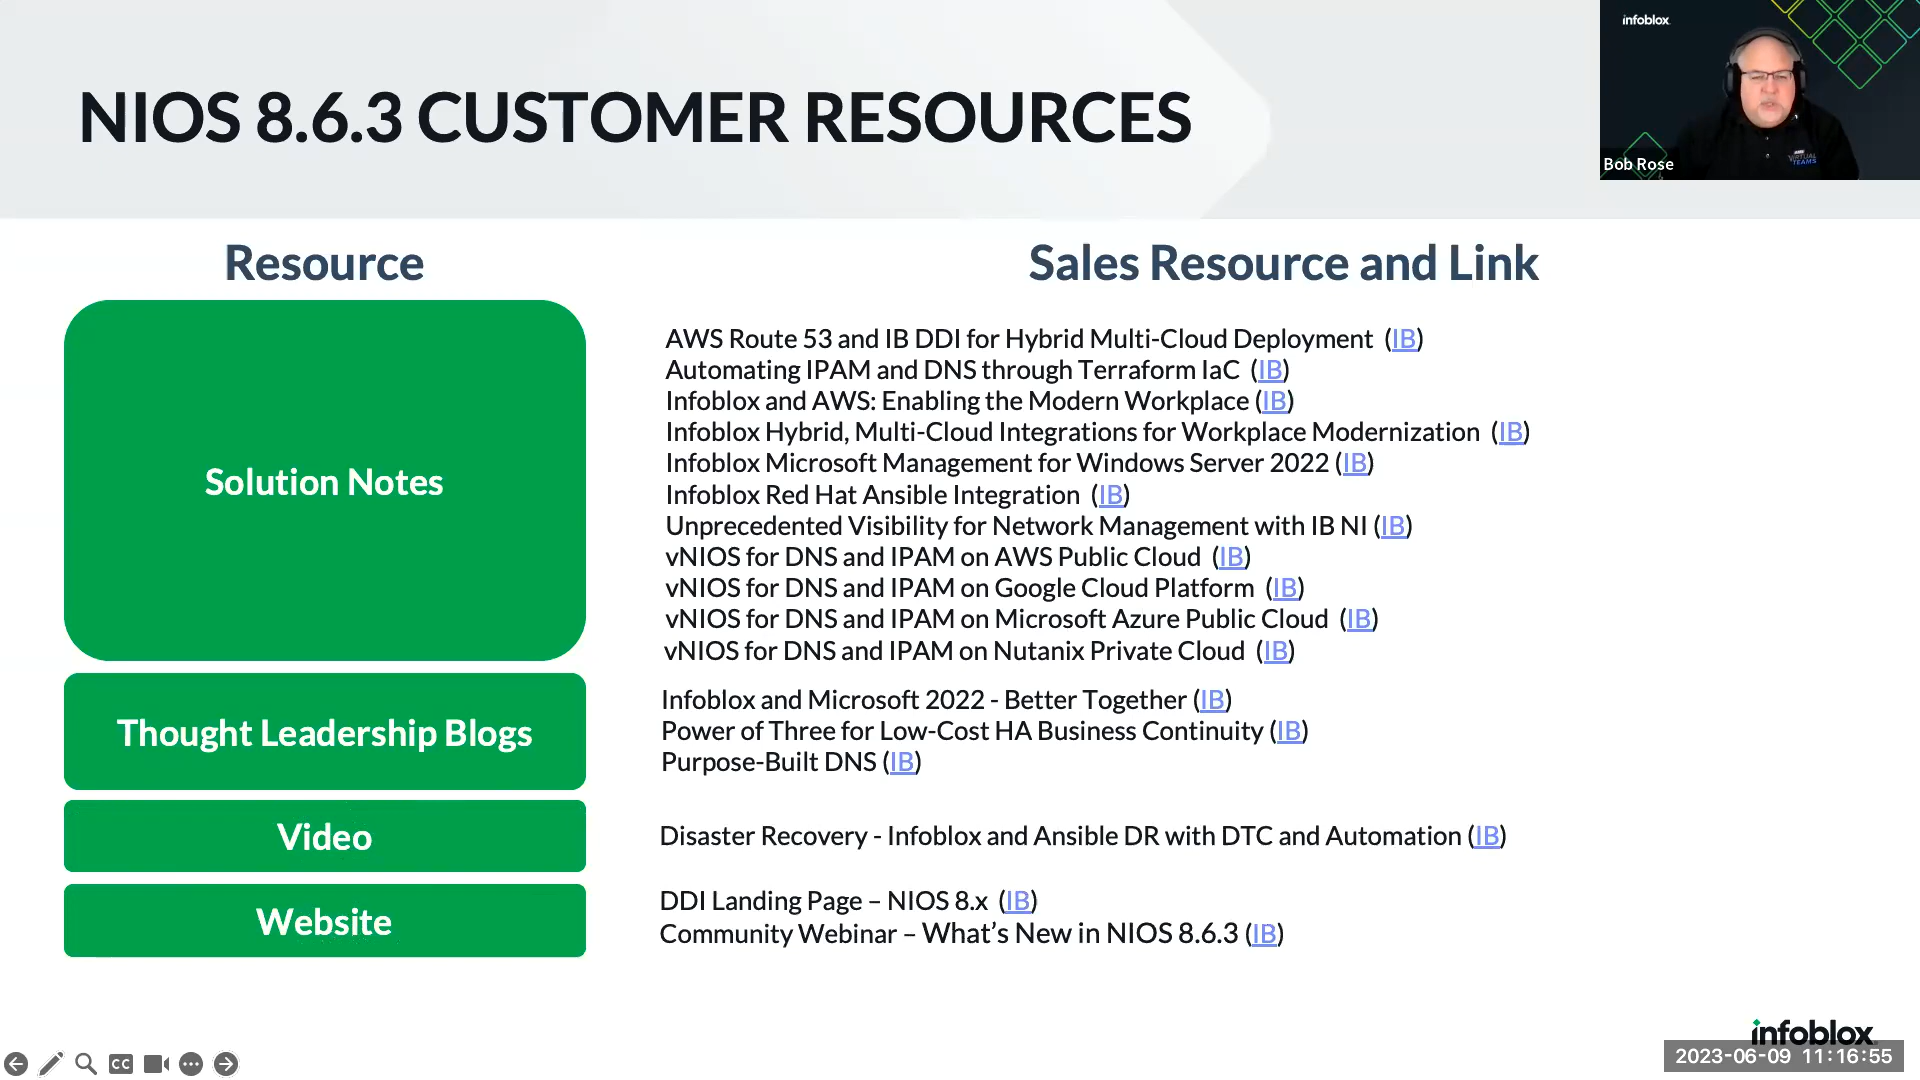 infoblox
VIRTUAL
TEAMS
Bob Rose
NIOS 8.6.3 CUSTOMER RESOURCES
Resource
Sales Resource and Link
Solution Notes
AWS Route 53 and IB DDI for Hybrid Multi-Cloud Deployment (IB)
Automating IPAM and DNS through Terraform IaC (IB)
Infoblox and AWS: Enabling the Modern Workplace (IB)
Infoblox Hybrid, Multi-Cloud Integrations for Workplace Modernization (IB)
Infoblox Microsoft Management for Windows Server 2022 (IB)
Infoblox Red Hat Ansible Integration (IB)
Unprecedented Visibility for Network Management with IB NI (IB)
vNIOS for DNS and IPAM on AWS Public Cloud (IB)
vNIOS for DNS and IPAM on Google Cloud Platform (IB)
vNIOS for DNS and IPAM on Microsoft Azure Public Cloud (IB)
vNIOS for DNS and IPAM on Nutanix Private Cloud (IB)
Thought Leadership Blogs
Infoblox and Microsoft 2022 - Better Together (IB)
Power of Three for Low-Cost HA Business Continuity (IB)
Purpose-Built DNS (IB)
Video
Disaster Recovery - Infoblox and Ansible DR with DTC and Automation (IB)
Website
DDI Landing Page – NIOS 8.x (IB)
Community Webinar – What’s New in NIOS 8.6.3 (IB)
infoblox
CC
2023-06-09 11:16:55